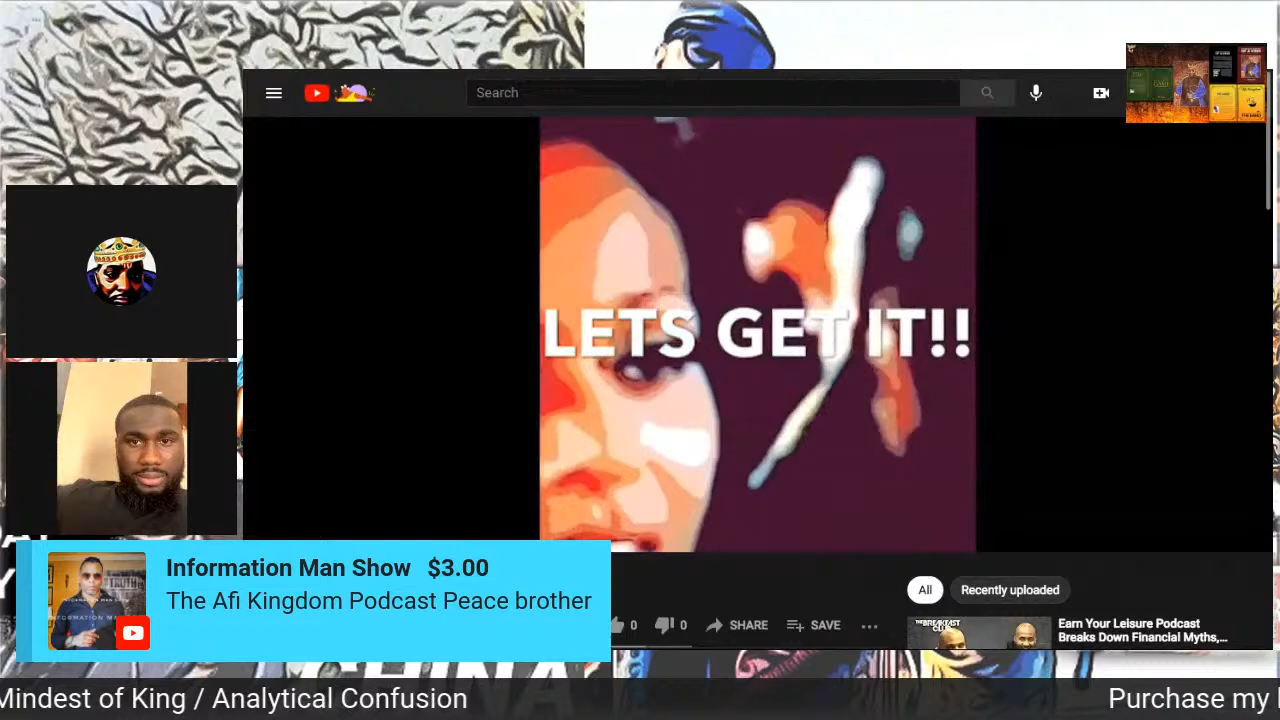 Search
LETS GET IT!!
Information Man Show $3.00
The Afi Kingdom Podcast Peace brother
All
Recently uploaded
0
0
SHARE
SAVE
Earn Your Leisure Podcast
Breaks Down Financial Myths,...
Mindest of King / Analytical Confusion
Purchase my